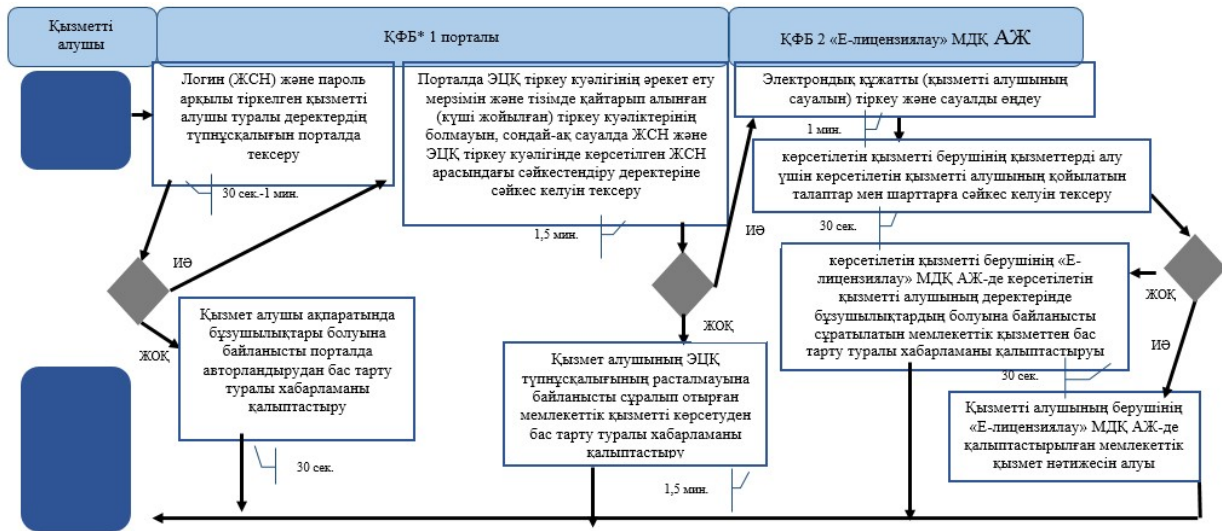 Қызметті
алушы
ҚФБ* 1 порталы
ҚФБ 2 «Е-лицензиялау» МДҚ АЖ
Логин (ЖСН) және пароль
арқылы тіркелген қызметті
алушы туралы деректердің
түпнұсқалығын порталда
тексеру
30 сек.-1 мин.
ИӘ
ЖОҚ
Қызмет алушы ақпаратында
бұзушылықтары болуына
байланысты порталда
авторландырудан бас тарту
туралы хабарламаны
қалыптастыру
30 сек.
Порталда ЭЦҚ тіркеу куәлігінің әрекет ету
мерзімін және тізімде қайтарып алынған
(күші жойылған) тіркеу куәліктерінің
болмауын, сондай-ақ сауалда ЖСН және
ЭЦҚ тіркеу куәлігінде көрсетілген ЖСН
арасындағы сәйкестендіру деректеріне
сәйкес келуін тексеру
1,5 мин.
ИӘ
ЖОҚ
Қызмет алушының ЭЦҚ
түпнұсқалығының расталмауына
байланысты сұралып отырған
мемлекеттік қызметті көрсетуден
бас тарту туралы хабарламаны
қалыптастыру
1,5 мин.
Электрондық құжатты (қызметті алушының
сауалын) тіркеу және сауалды өңдеу
1 мин.
көрсетілетін қызметті берушінің қызметтерді алу
үшін көрсетілетін қызметті алушының қойылатын
талаптар мен шарттарға сәйкес келуін тексеру
30 сек.
ЖОҚ
ИӘ
көрсетілетін қызметті берушінің «Е-
лицензиялау» МДҚ АЖ-де көрсетілетін
қызметті алушының деректерінде
бұзушылықтардың болуына байланысты
сұратылатын мемлекеттік қызметтен бас
тарту туралы хабарламаны қалыптастыруы
30 сек.
Қызметті алушының берушінің
«Е-лицензиялау» МДҚ АЖ-де
қалыптастырылған мемлекеттік
қызмет нәтижесін алуы